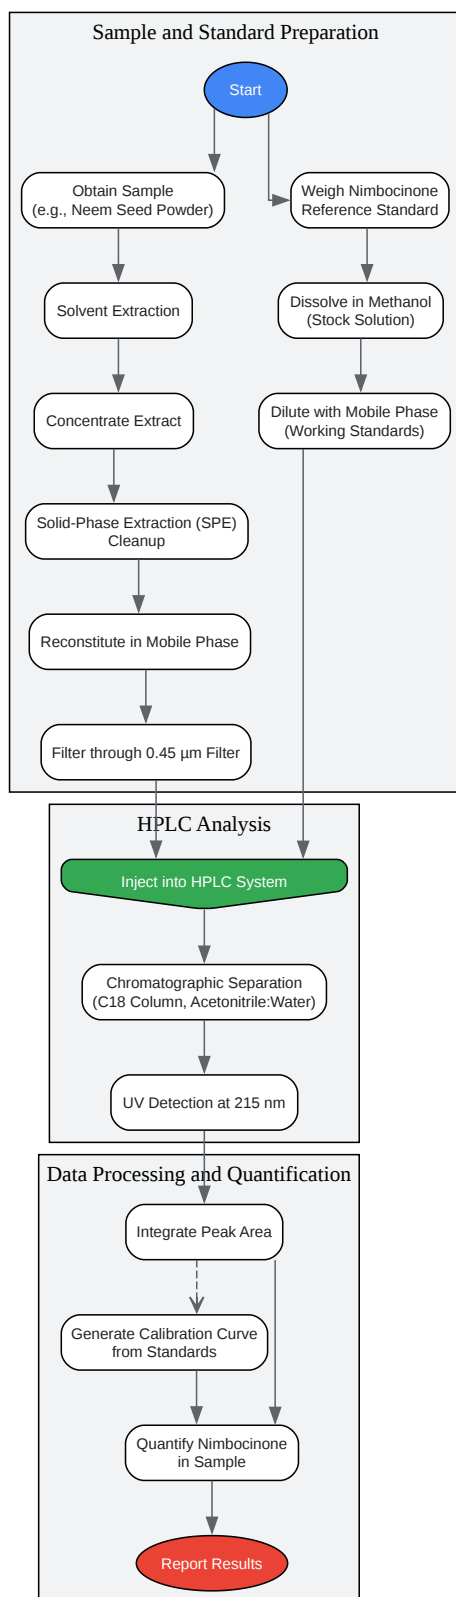 Sample and Standard Preparation
Start
Obtain Sample
(e.g., Neem Seed Powder)
Weigh Nimbocinone
Reference Standard
Solvent Extraction
Dissolve in Methanol
(Stock Solution)
Concentrate Extract
Dilute with Mobile Phase
(Working Standards)
Solid-Phase Extraction (SPE)
Cleanup
Reconstitute in Mobile Phase
Filter through 0.45 µm Filter
HPLC Analysis
Inject into HPLC System
Chromatographic Separation
(C18 Column, Acetonitrile:Water)
UV Detection at 215 nm
Data Processing and Quantification
Integrate Peak Area
Generate Calibration Curve
from Standards
Quantify Nimbocinone
in Sample
Report Results